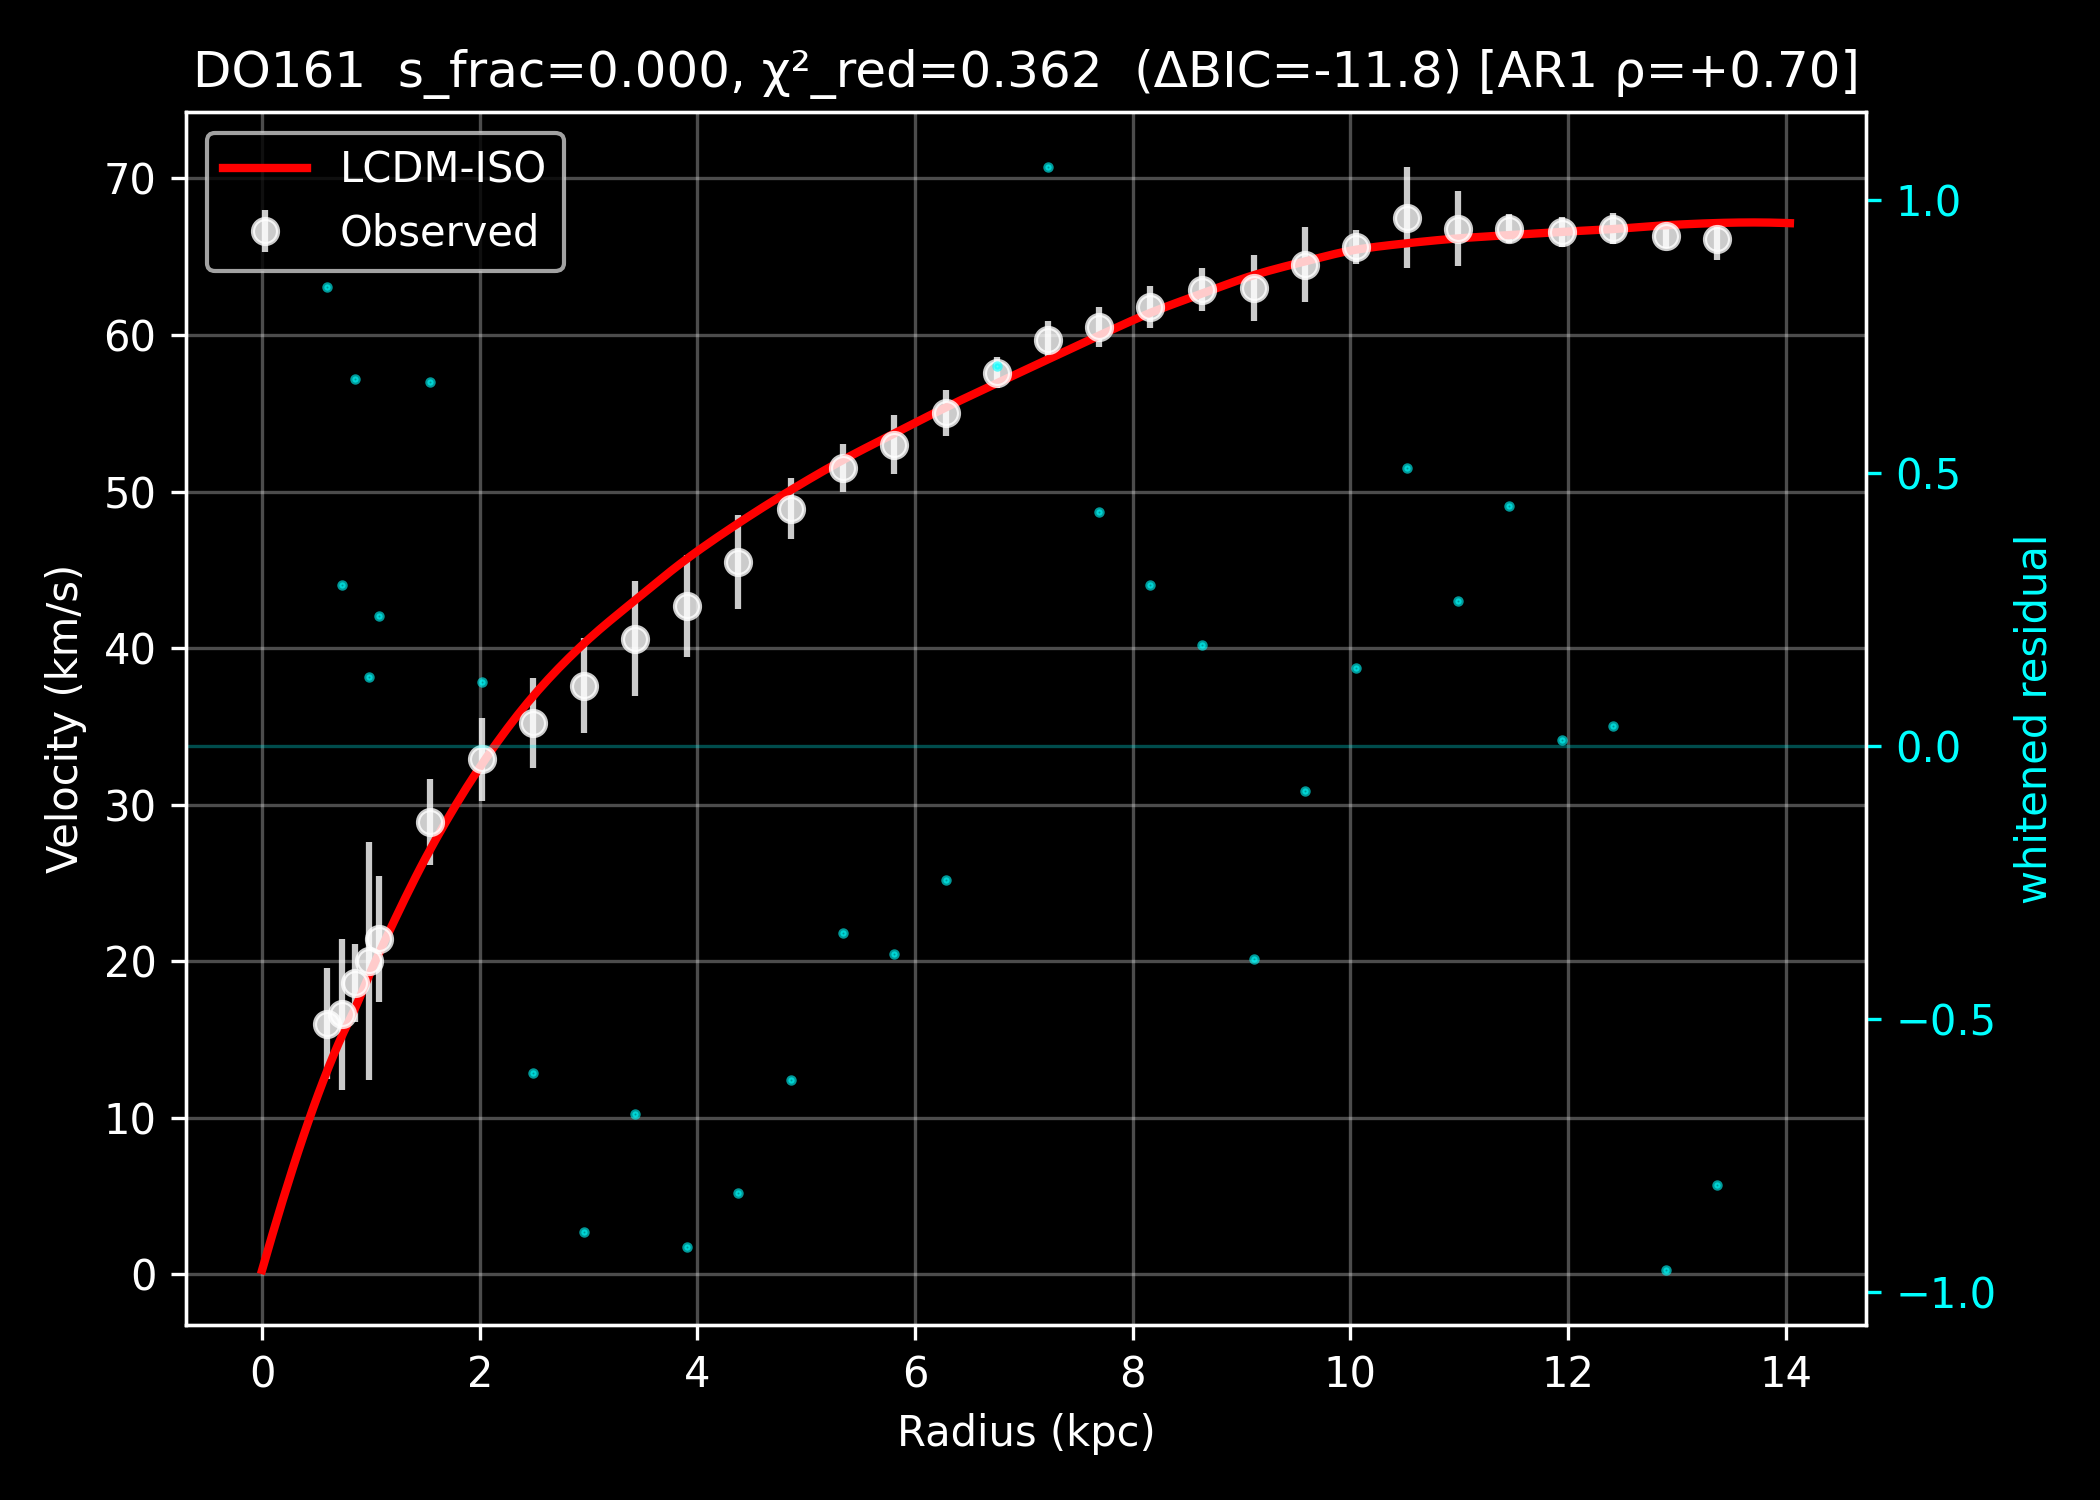 DO161  s_frac=0.000, χ²_red=0.362  (ΔBIC=-11.8) [AR1 ρ=+0.70]
LCDM-ISO
Observed
70
60
50
40
30
20
10
0
Velocity (km/s)
0 2 4 6 8 10 12 14
Radius (kpc)
1.0
0.5
0.0
−0.5
−1.0
whitened residual